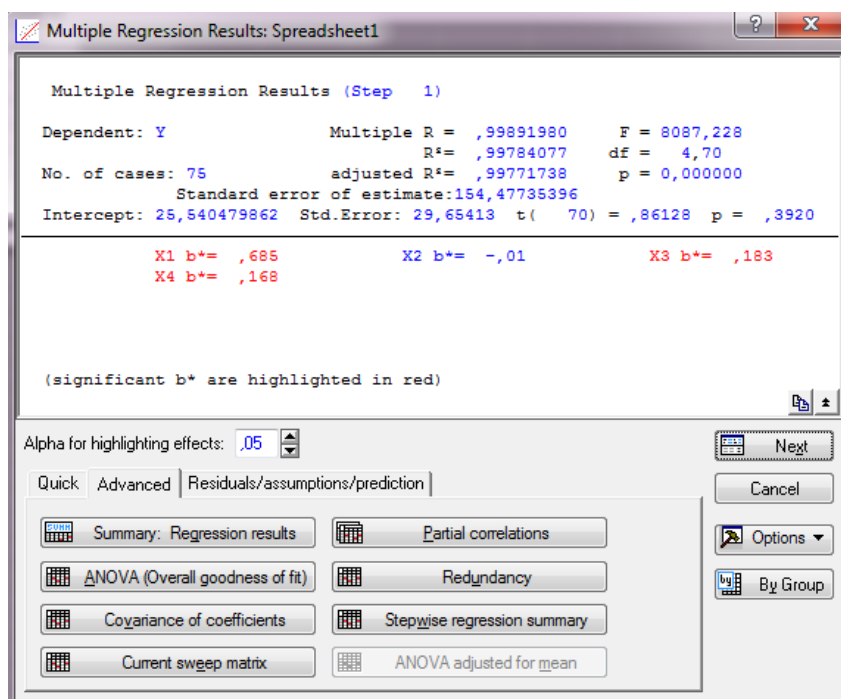 Multiple Regression Results: Spreadsheet1
Multiple Regression Results (Step 1)
Dependent: Y Multiple R = ,99891980 F = 8087,228
R²= ,99784077 df = 4,70
No. of cases: 75 adjusted R²= ,99771738 p = 0,000000
Standard error of estimate:154,47735396
Intercept: 25,540479862 Std.Error: 29,65413 t( 70) = ,86128 p = ,3920
X1 b*= ,685 X2 b*= -,01 X3 b*= ,183
X4 b*= ,168
(significant b* are highlighted in red)
Alpha for highlighting effects: ,05
Next
Quick Advanced Residuals/assumptions/prediction
Cancel
Summary: Regression results Partial correlations
Options
ANOVA (Overall goodness of fit) Redundancy
By Group
Covariance of coefficients Stepwise regression summary
Current sweep matrix ANOVA adjusted for mean